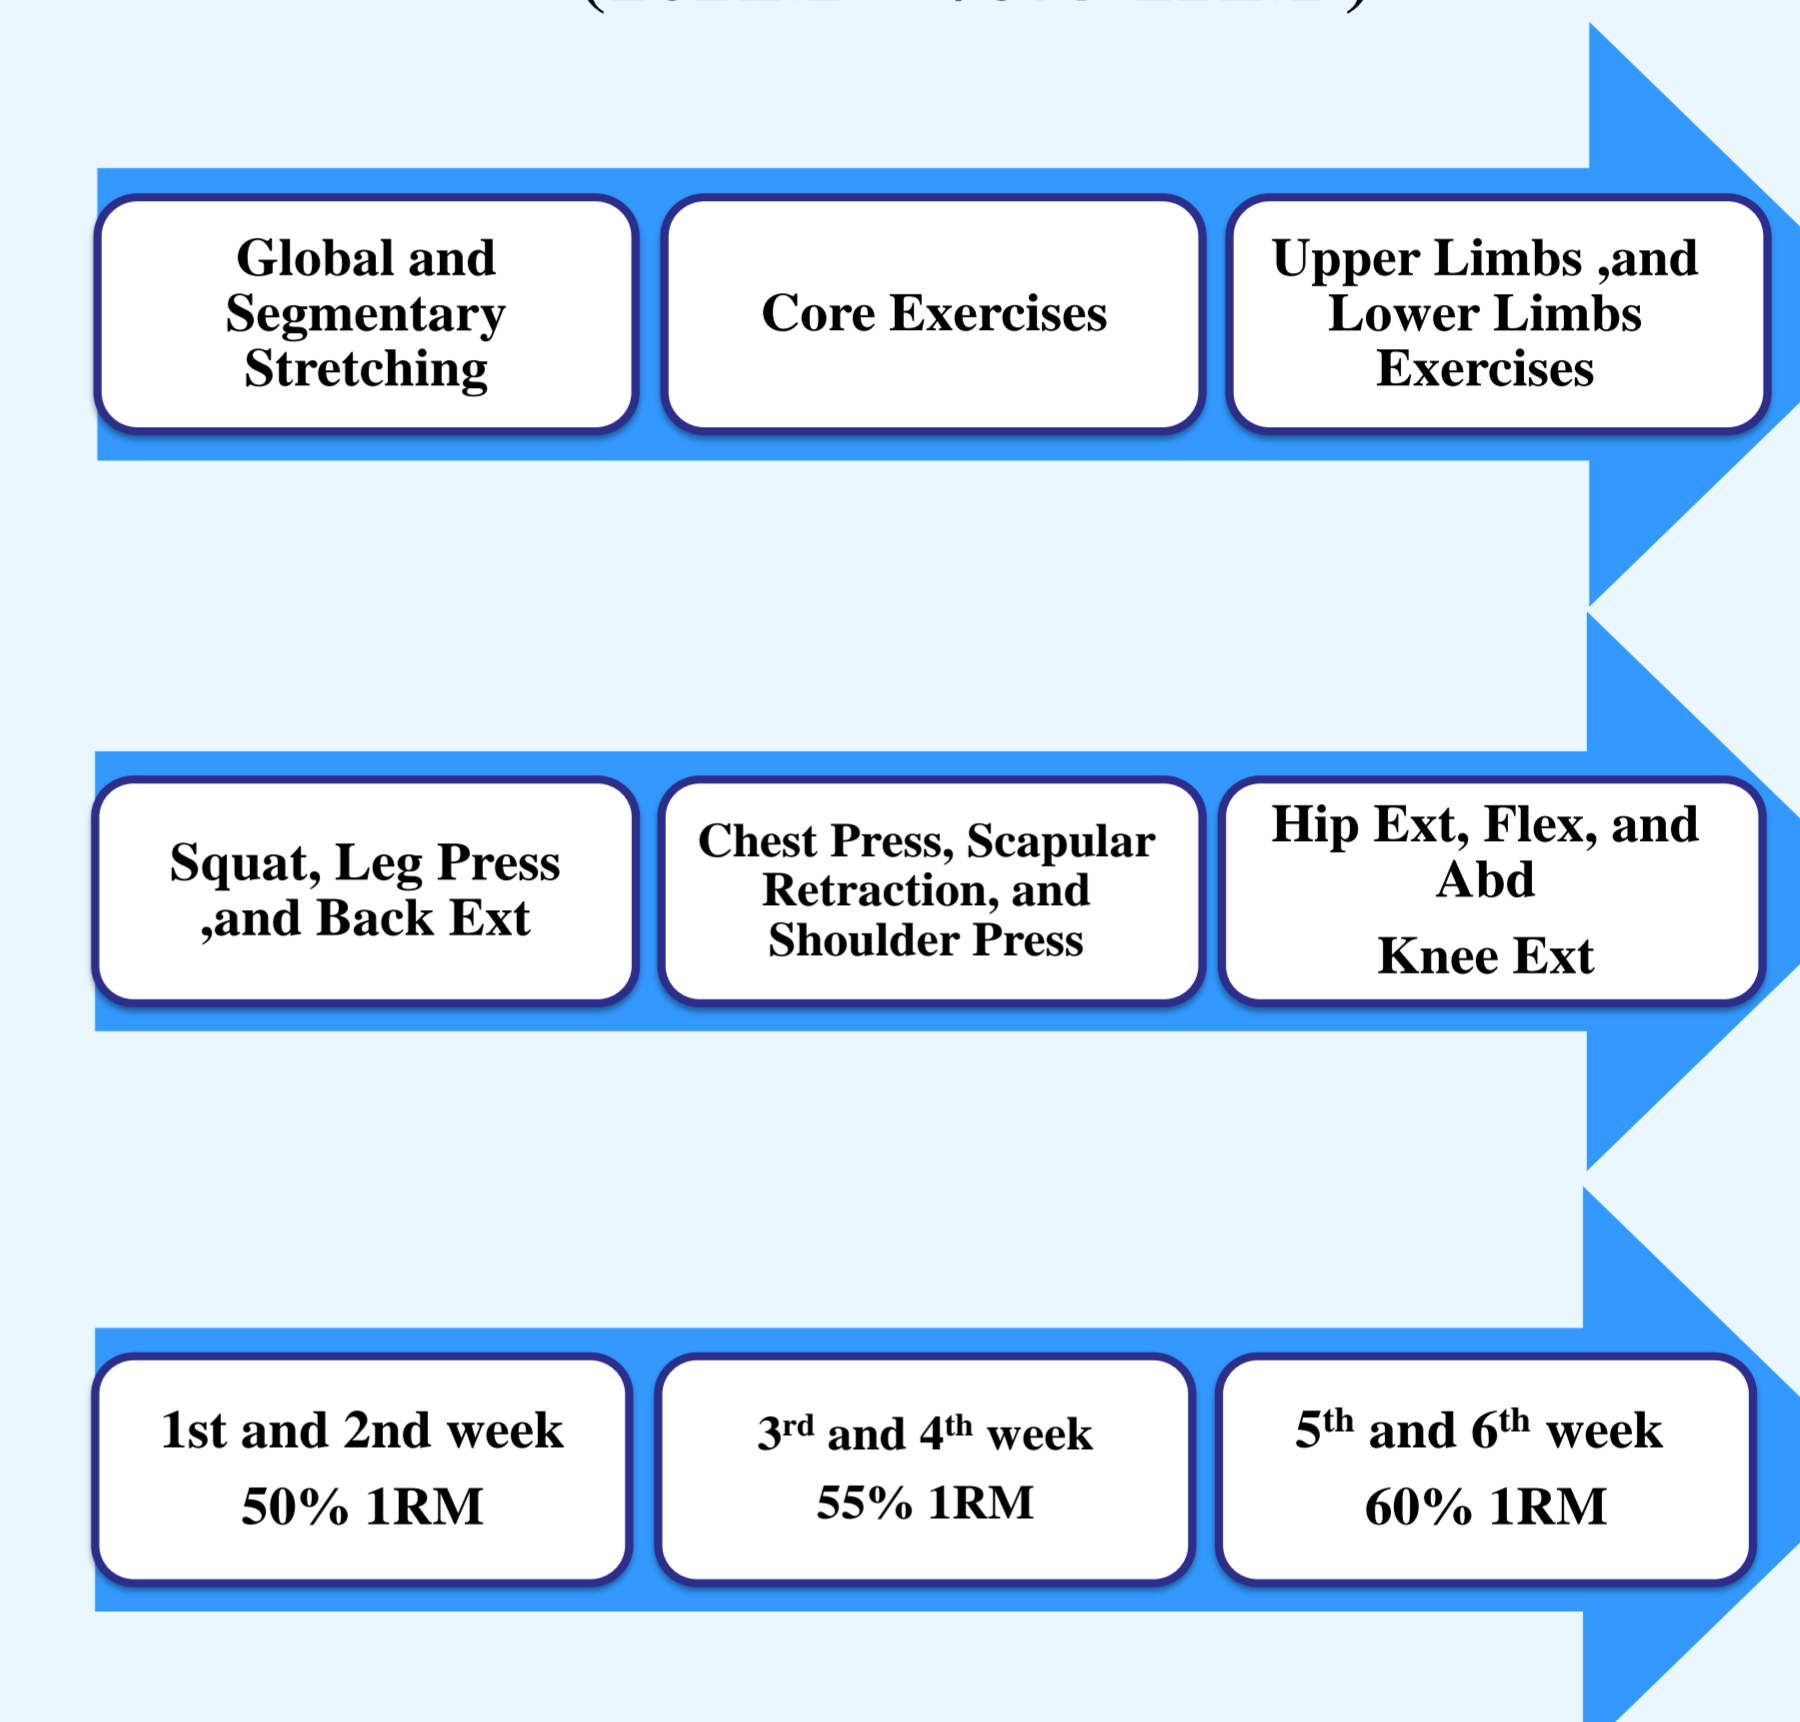 Global and
Segmentary
Stretching
Core Exercises
Upper Limbs ,and
Lower Limbs
Exercises
Squat, Leg Press
,and Back Ext
Chest Press, Scapular
Retraction, and
Shoulder Press
Hip Ext, Flex, and
Abd
Knee Ext
1st and 2nd week
50% 1RM
3rd and 4th week
55% 1RM
5th and 6th week
60% 1RM